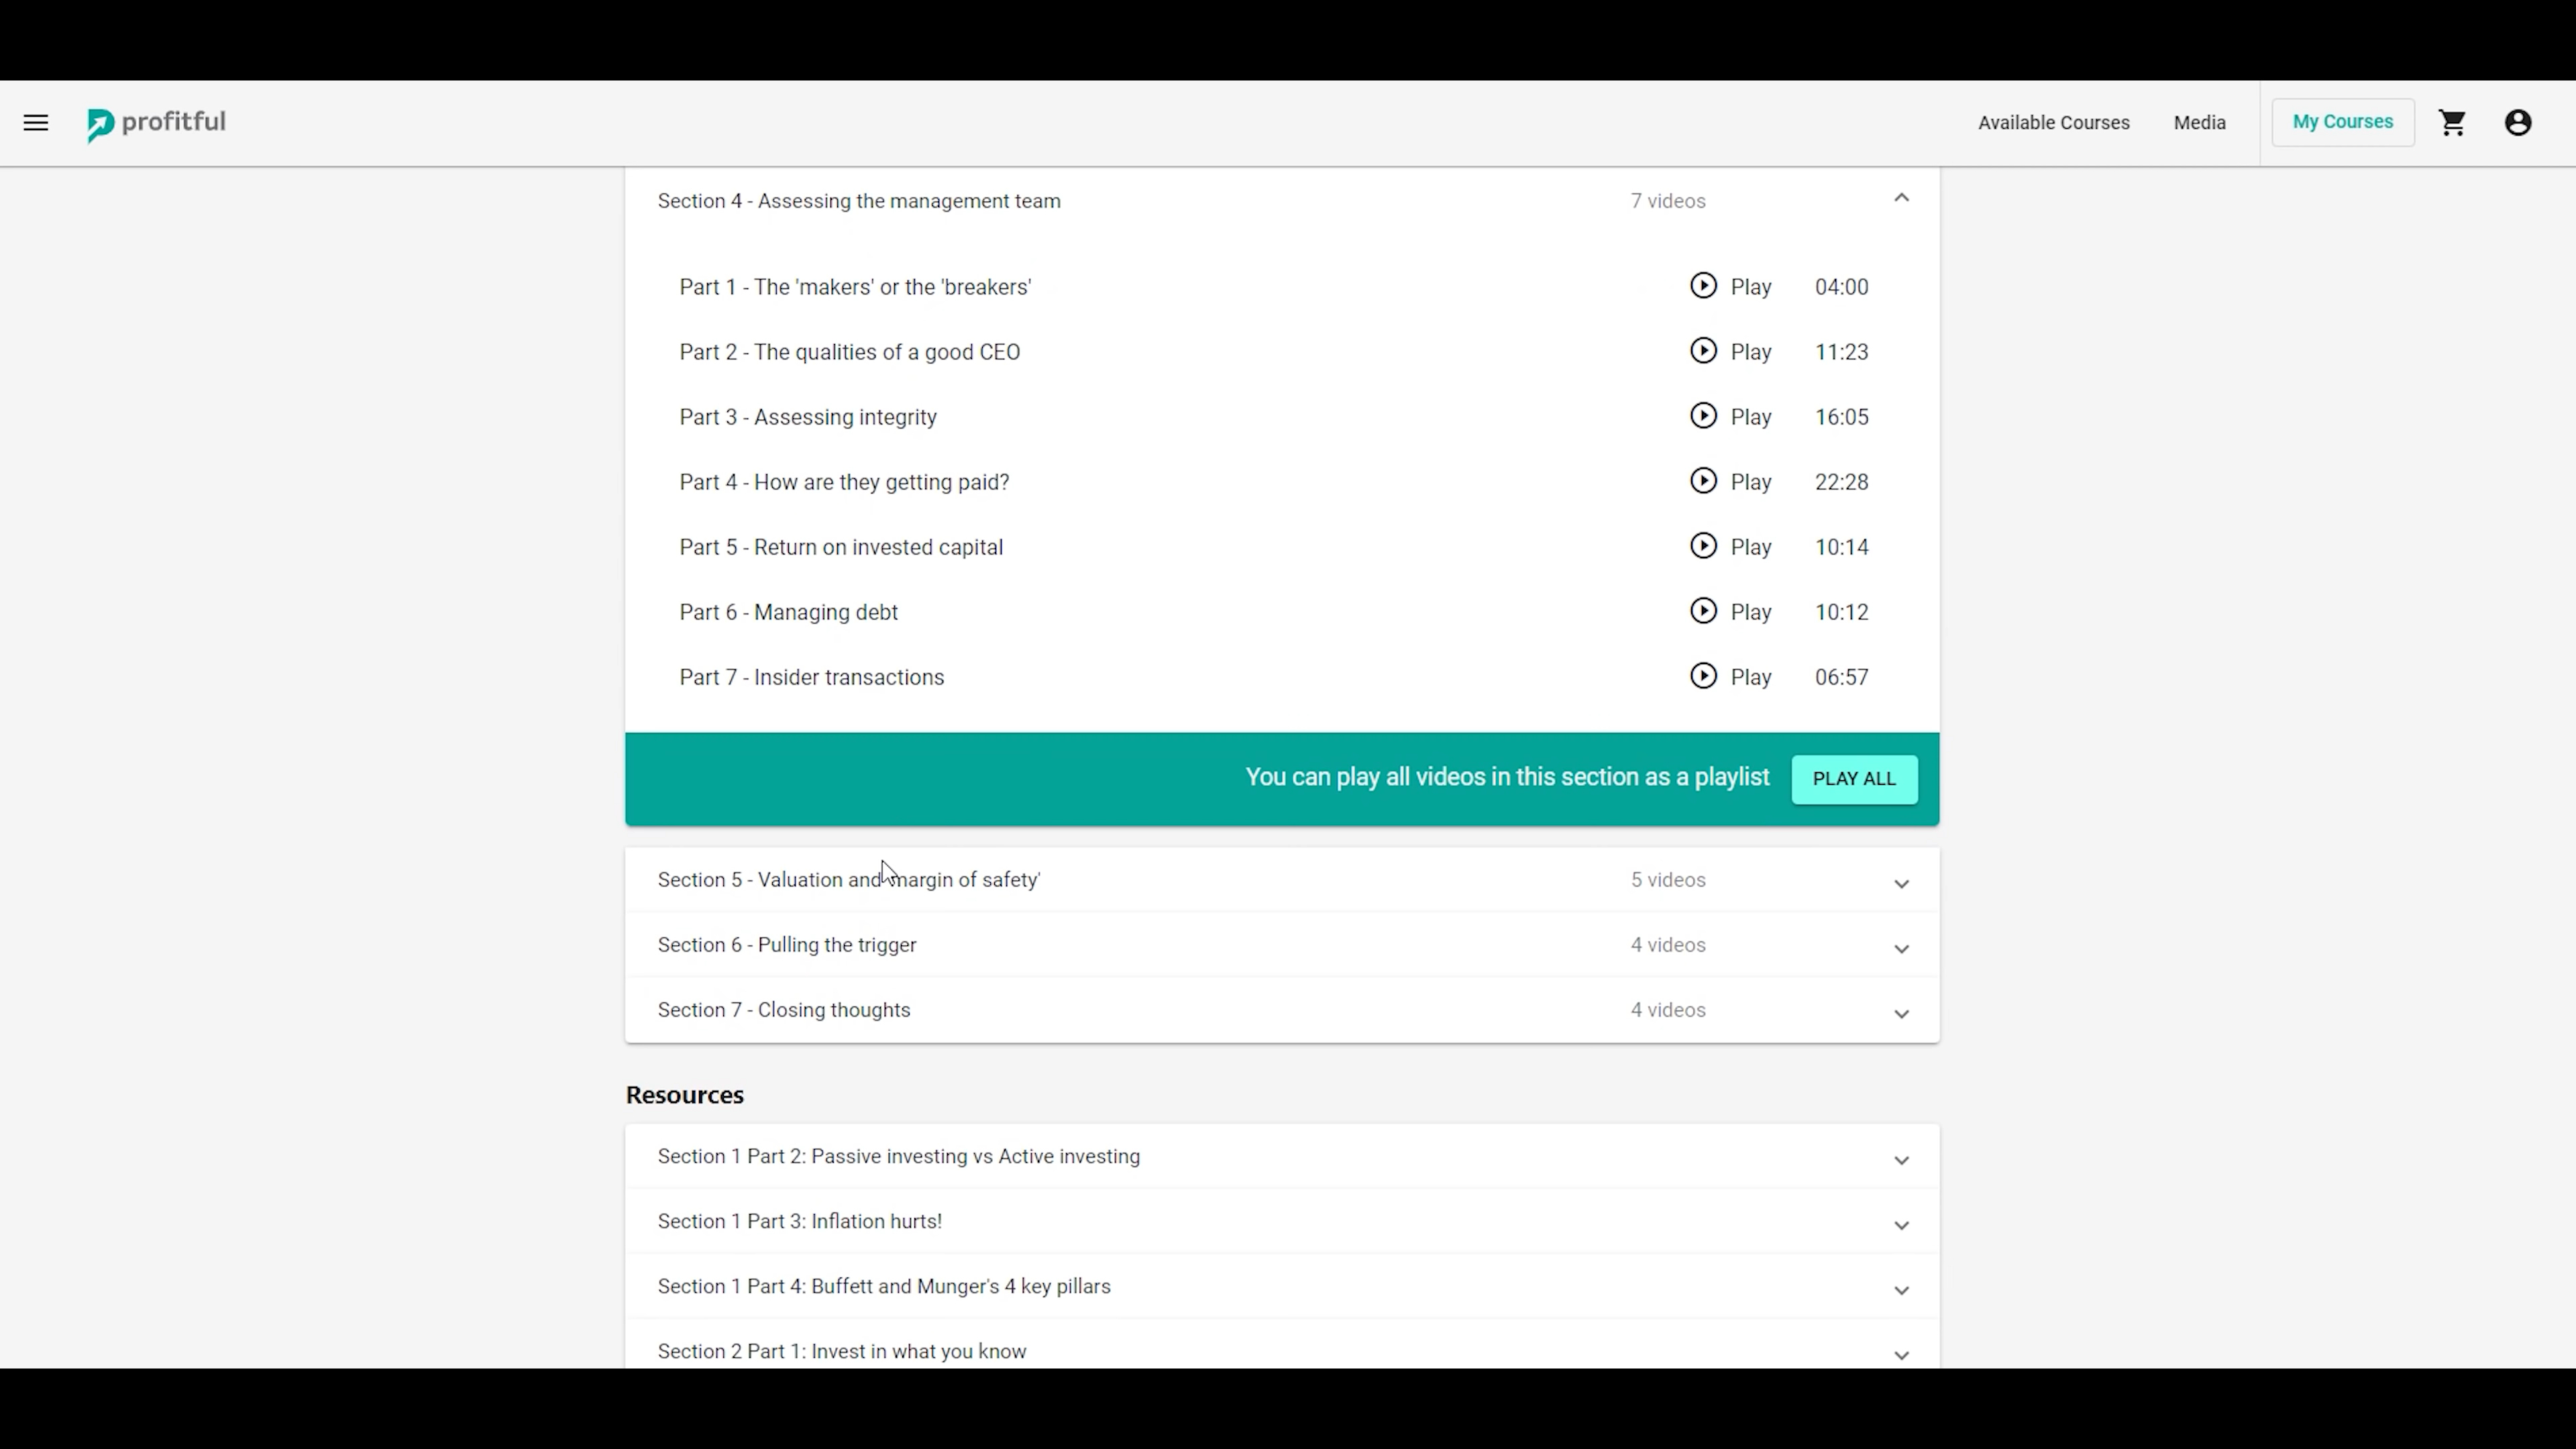 profitful
Available Courses
Media
My Courses
Section 4 - Assessing the management team 7 videos
Part 1 - The 'makers' or the 'breakers' Play 04:00
Part 2 - The qualities of a good CEO Play 11:23
Part 3 - Assessing integrity Play 16:05
Part 4 - How are they getting paid? Play 22:28
Part 5 - Return on invested capital Play 10:14
Part 6 - Managing debt Play 10:12
Part 7 - Insider transactions Play 06:57
You can play all videos in this section as a playlist PLAY ALL
Section 5 - Valuation and 'margin of safety' 5 videos
Section 6 - Pulling the trigger 4 videos
Section 7 - Closing thoughts 4 videos
Resources
Section 1 Part 2: Passive investing vs Active investing
Section 1 Part 3: Inflation hurts!
Section 1 Part 4: Buffett and Munger's 4 key pillars
Section 2 Part 1: Invest in what you know